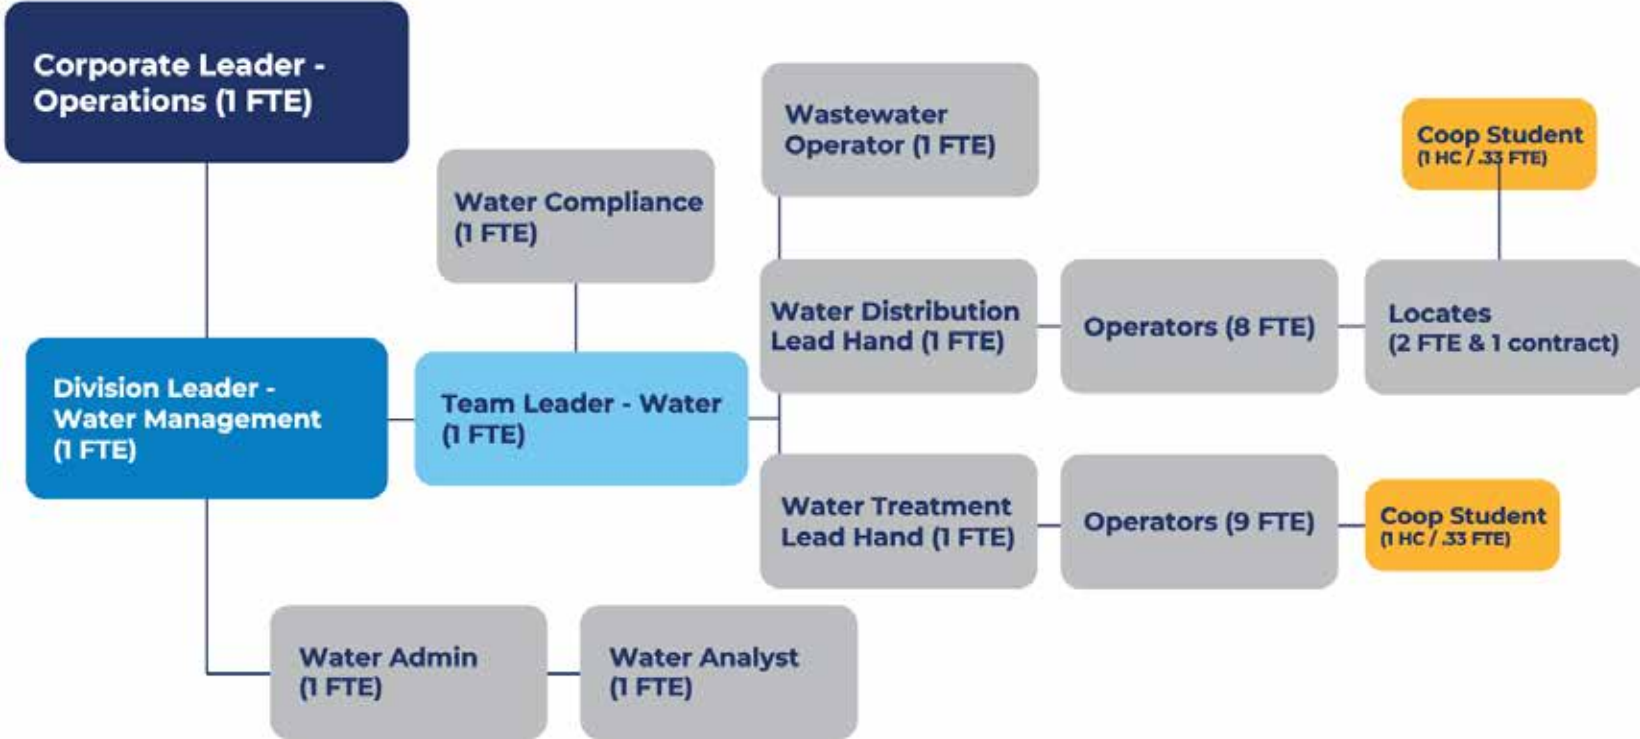 Corporate Leader -
Operations (1 FTE)
Wastewater
Operator (1 FTE)
Coop Student
(1 HC / .33 FTE)
Water Compliance
(1 FTE)
Water Distribution
Lead Hand (1 FTE)
Operators (8 FTE)
Locates
(2 FTE & 1 contract)
Division Leader -
Water Management
(1 FTE)
Team Leader - Water
(1 FTE)
Water Treatment
Lead Hand (1 FTE)
Operators (9 FTE)
Coop Student
(1 HC / .33 FTE)
Water Admin
(1 FTE)
Water Analyst
(1 FTE)